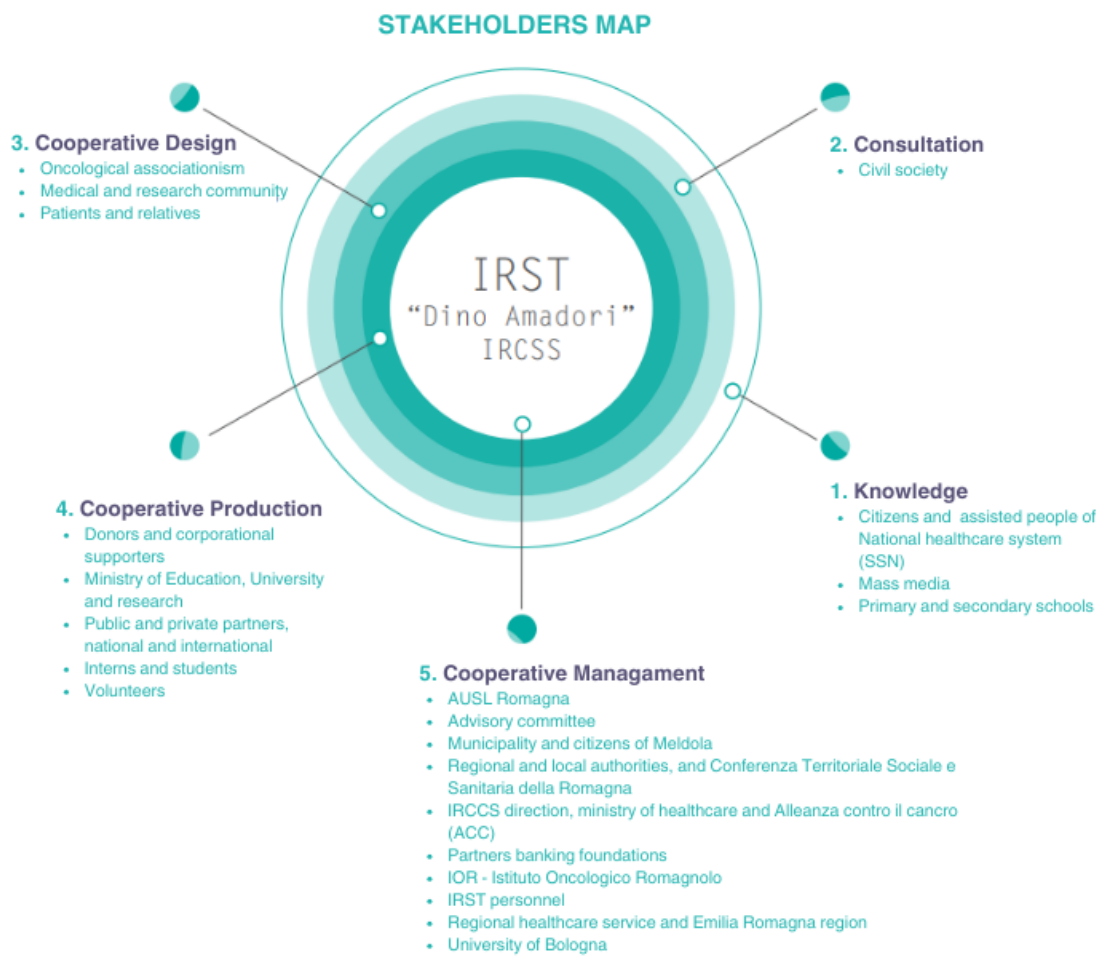 STAKEHOLDERS MAP
3. Cooperative Design
• Oncological associationism
• Medical and research community
• Patients and relatives
2. Consultation
• Civil society
IRST
“Dino Amadori”
IRCSS
4. Cooperative Production
• Donors and corporational
supporters
• Ministry of Education, University
and research
• Public and private partners,
national and international
• Interns and students
• Volunteers
1. Knowledge
• Citizens and assisted people of
National healthcare system
(SSN)
• Mass media
• Primary and secondary schools
5. Cooperative Managament
• AUSL Romagna
• Advisory committee
• Municipality and citizens of Meldola
• Regional and local authorities, and Conferenza Territoriale Sociale e
Sanitaria della Romagna
• IRCCS direction, ministry of healthcare and Alleanza contro il cancro
(ACC)
• Partners banking foundations
• IOR - Istituto Oncologico Romagnolo
• IRST personnel
• Regional healthcare service and Emilia Romagna region
• University of Bologna